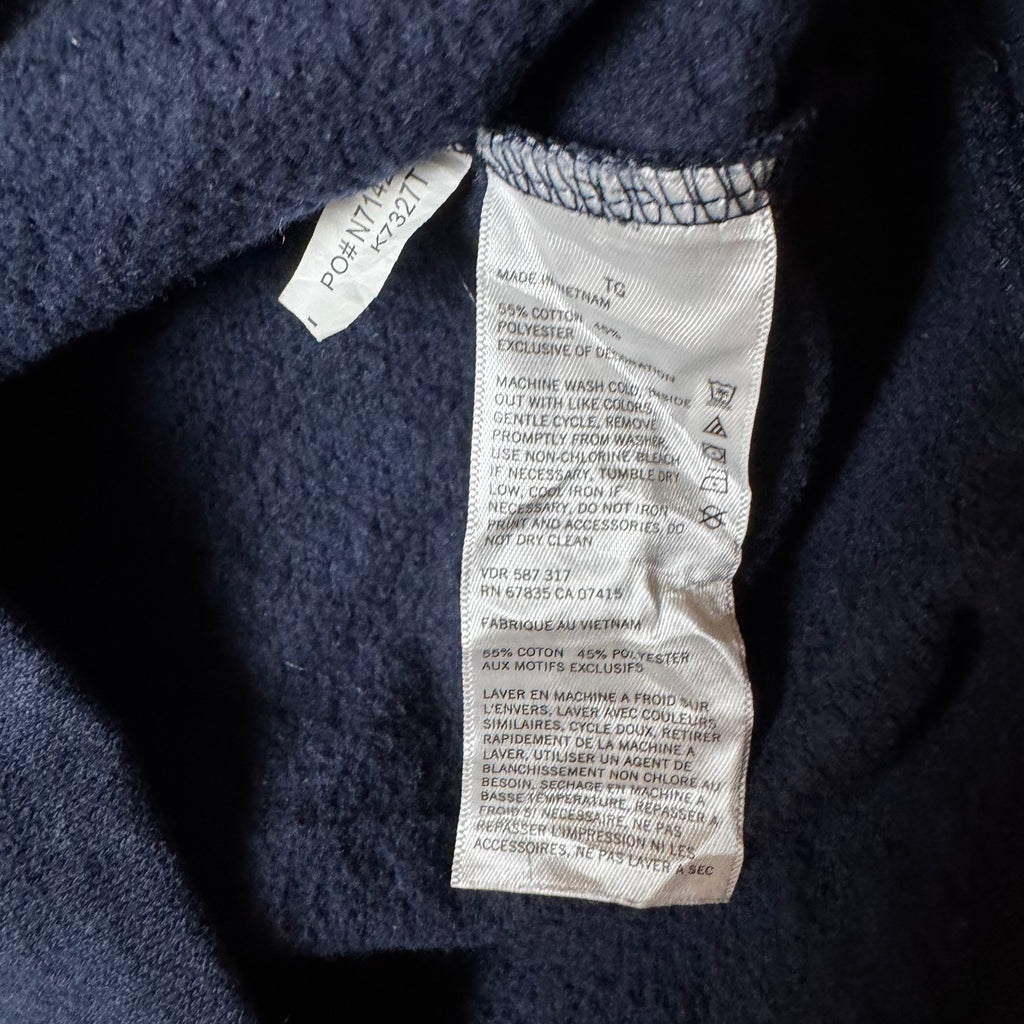 PO# N714
K7327T
TG
MADE IN VIETNAM
55% COTTON 45%
POLYESTER
EXCLUSIVE OF DECORATION
MACHINE WASH COLD, INSIDE
OUT WITH LIKE COLORS,
GENTLE CYCLE, REMOVE
PROMPTLY FROM WASHER,
USE NON-CHLORINE BLEACH
IF NECESSARY, TUMBLE DRY
LOW, COOL IRON IF
NECESSARY, DO NOT IRON
PRINT AND ACCESSORIES, DO
NOT DRY CLEAN
VDR 587 317
RN 67835 CA 07415
FABRIQUE AU VIETNAM
55% COTON 45% POLYESTER
AUX MOTIFS EXCLUSIFS
LAVER EN MACHINE A FROID SUR
L'ENVERS, LAVER AVEC COULEURS
SIMILAIRES, CYCLE DOUX, RETIRER
RAPIDEMENT DE LA MACHINE A
LAVER, UTILISER UN AGENT DE
BLANCHISSEMENT NON CHLORE AU
BESOIN, SECHAGE EN MACHINE A
BASSE TEMPERATURE, REPASSER A
FROID SI NECESSAIRE, NE PAS
REPASSER L'IMPRESSION NI LES
ACCESSOIRES, NE PAS LAVER A SEC